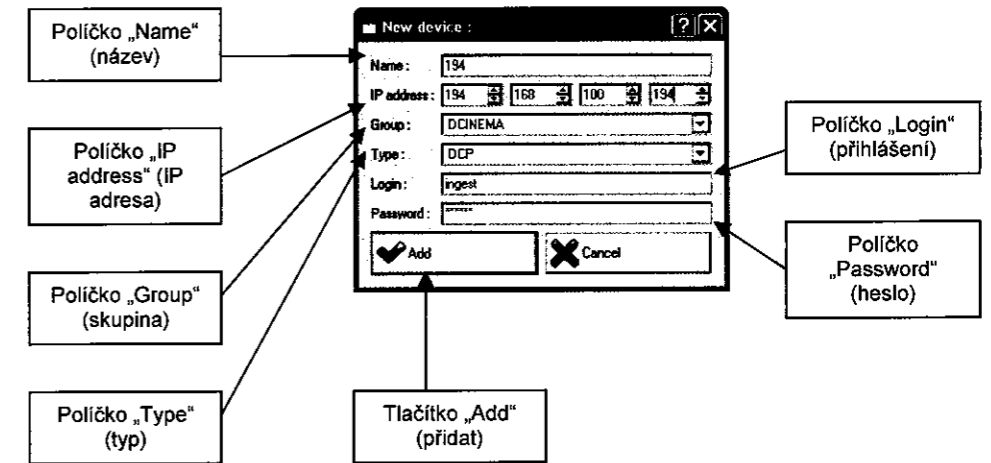 Políčko „Name“
(název)
Políčko „IP
address“ (IP
adresa)
Políčko „Group“
(skupina)
Políčko „Type“
(typ)
New device :
Name : 194
IP address : 194 168 100 194
Group : DCINEMA
Type : DCP
Login : ingest
Password : *****
Add Cancel
Políčko „Login“
(přihlášení)
Políčko
„Password“
(heslo)
Tlačítko „Add“
(přidat)